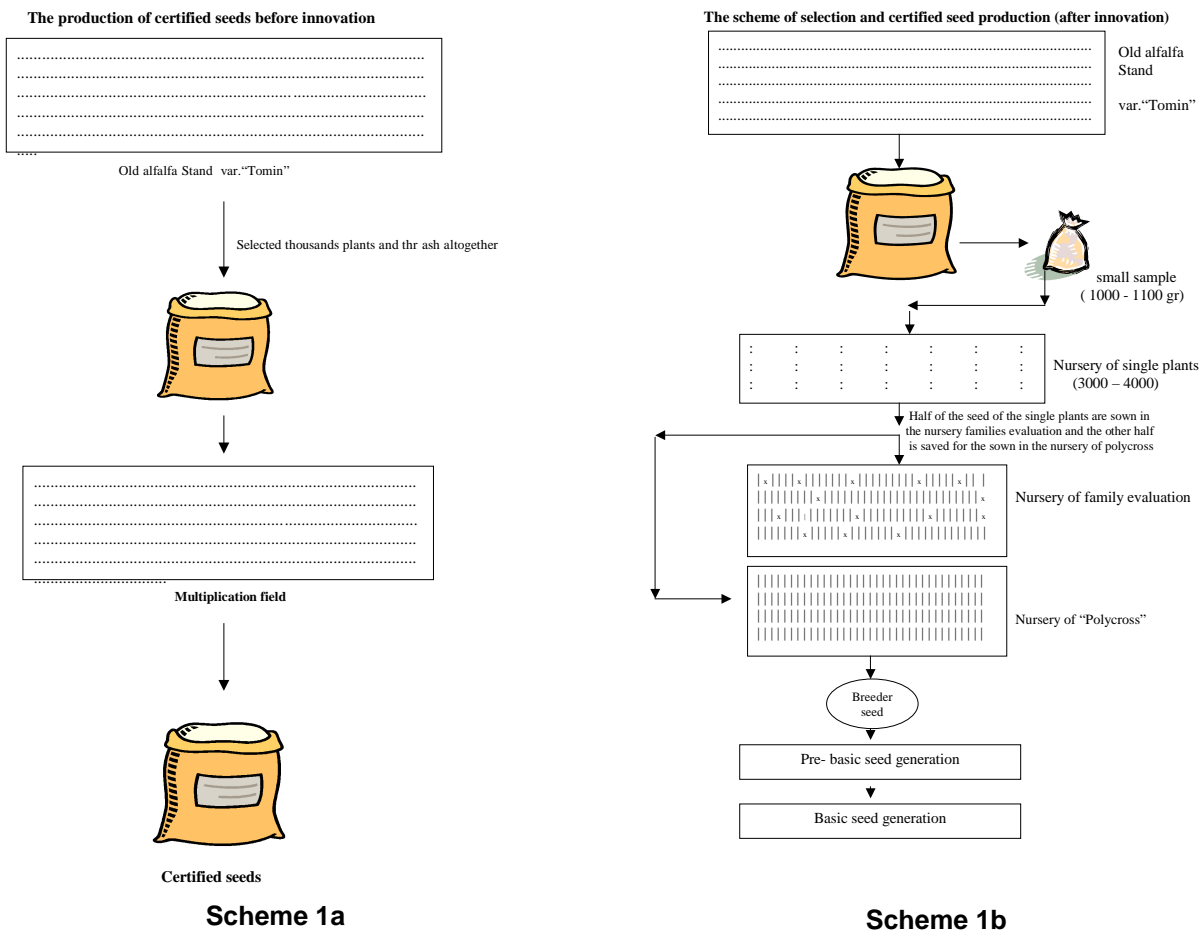 The production of certified seeds before innovation
Old alfalfa Stand var.“Tomin”
Selected thousands plants and thr ash altogether
Multiplication field
Certified seeds
Scheme 1a
The scheme of selection and certified seed production (after innovation)
Old alfalfa
Stand
var.“Tomin”
small sample
( 1000 - 1100 gr)
Nursery of single plants
(3000 – 4000)
Half of the seed of the single plants are sown in
the nursery families evaluation and the other half
is saved for the sown in the nursery of polycross
Nursery of family evaluation
Nursery of “Polycross”
Breeder
seed
Pre- basic seed generation
Basic seed generation
Scheme 1b